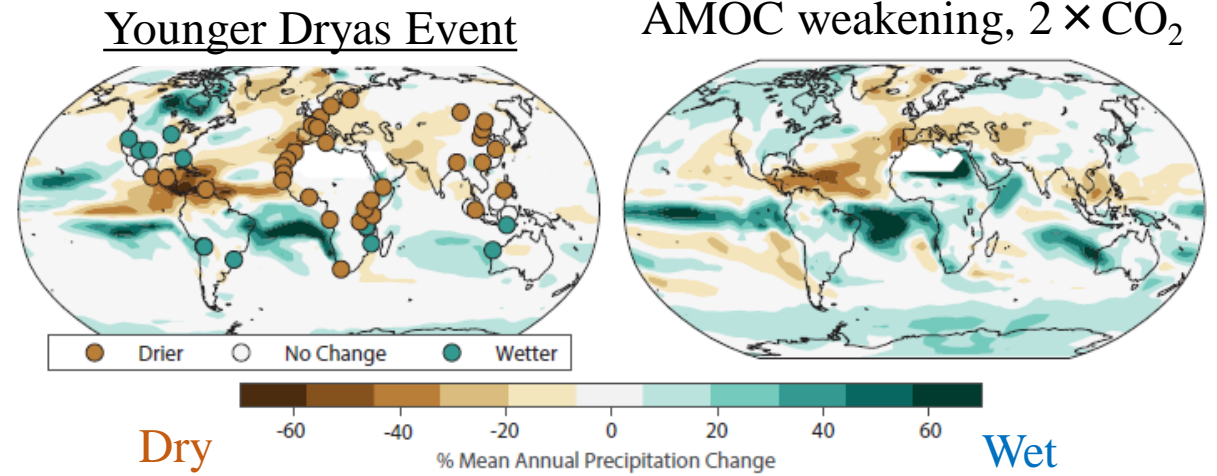 Younger Dryas Event
AMOC weakening, 2 × CO₂
Drier No Change Wetter
-60 -40 -20 0 20 40 60
Dry % Mean Annual Precipitation Change Wet